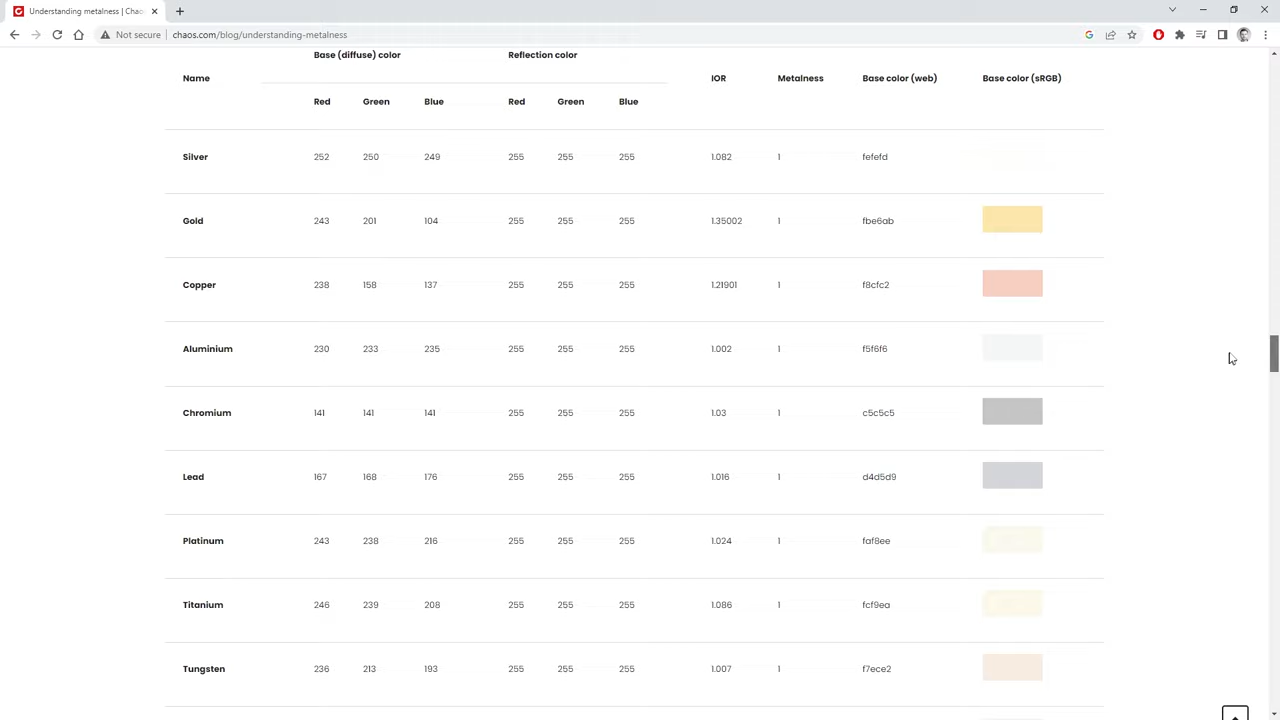 Understanding metalness | Chao
Not secure chaos.com/blog/understanding-metalness
Base (diffuse) color Reflection color
Name IOR Metalness Base color (web) Base color (sRGB)
Red Green Blue Red Green Blue
Silver 252 250 249 255 255 255 1.082 1 fefefd
Gold 243 201 104 255 255 255 1.35002 1 fbe6ab
Copper 238 158 137 255 255 255 1.21901 1 f8cfc2
Aluminium 230 233 235 255 255 255 1.002 1 f5f6f6
Chromium 141 141 141 255 255 255 1.03 1 c5c5c5
Lead 167 168 176 255 255 255 1.016 1 d4d5d9
Platinum 243 238 216 255 255 255 1.024 1 faf8ee
Titanium 246 239 208 255 255 255 1.086 1 fcf9ea
Tungsten 236 213 193 255 255 255 1.007 1 f7ece2